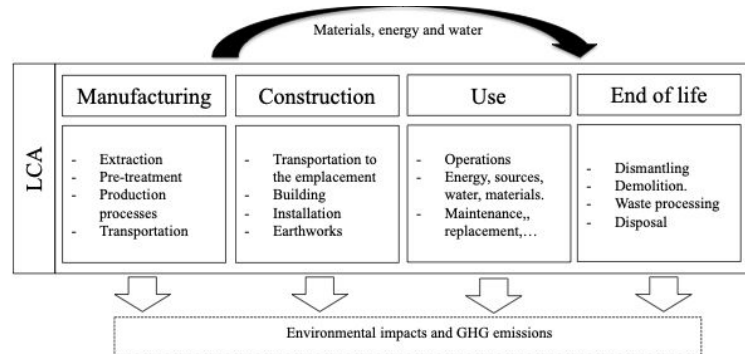 Materials, energy and water
LCA
Manufacturing
- Extraction
- Pre-treatment
- Production
processes
- Transportation
Construction
- Transportation to
the emplacement
- Building
- Installation
- Earthworks
Use
- Operations
- Energy, sources,
water, materials.
- Maintenance,,
replacement,…
End of life
- Dismantling
- Demolition.
- Waste processing
- Disposal
Environmental impacts and GHG emissions